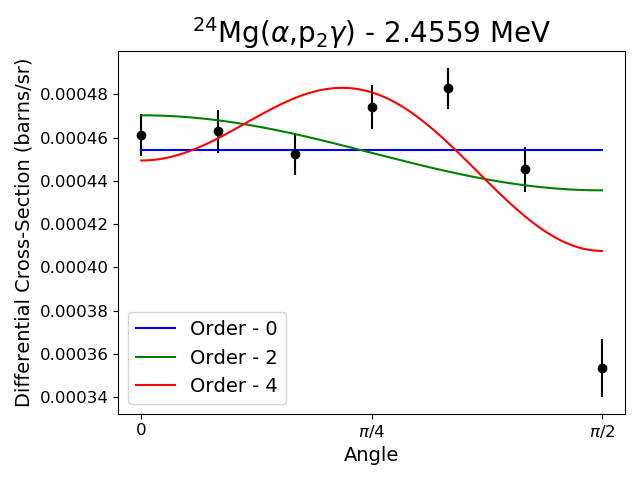 ²⁴Mg(α,p₂γ) - 2.4559 MeV
Differential Cross-Section (barns/sr)
0.00048
0.00046
0.00044
0.00042
0.00040
0.00038
0.00036
0.00034
Order - 0
Order - 2
Order - 4
0
π/4
π/2
Angle